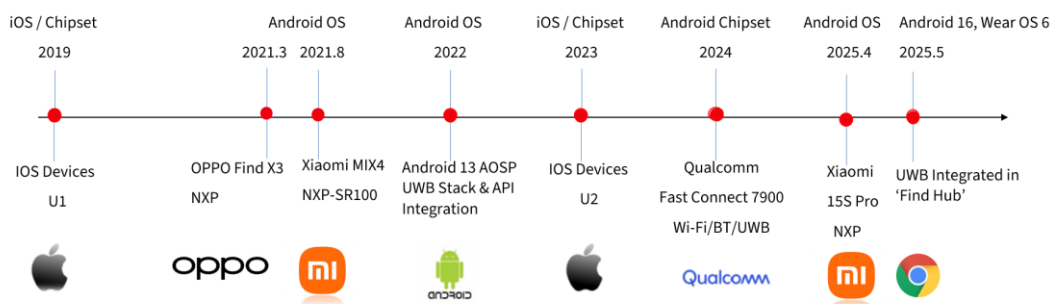 iOS / Chipset
2019
Android OS
2021.3
2021.8
Android OS
2022
iOS / Chipset
2023
Android Chipset
2024
Android OS
2025.4
Android 16, Wear OS 6
2025.5
IOS Devices
U1
OPPO Find X3
NXP
Xiaomi MIX4
NXP-SR100
Android 13 AOSP
UWB Stack & API
Integration
IOS Devices
U2
Qualcomm
Fast Connect 7900
Wi-Fi/BT/UWB
Xiaomi
15S Pro
NXP
UWB Integrated in
‘Find Hub’
oppo
mi
ANDROID
Qualcomm
mi